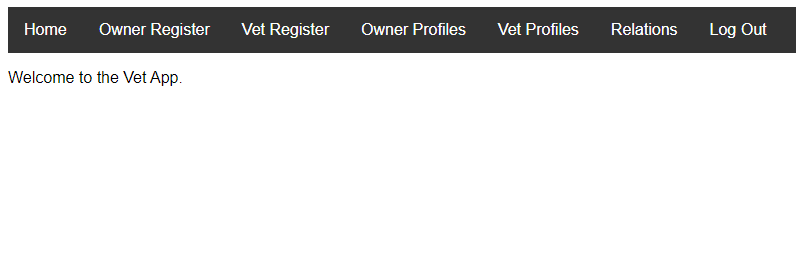 Home Owner Register Vet Register Owner Profiles Vet Profiles Relations Log Out
Welcome to the Vet App.